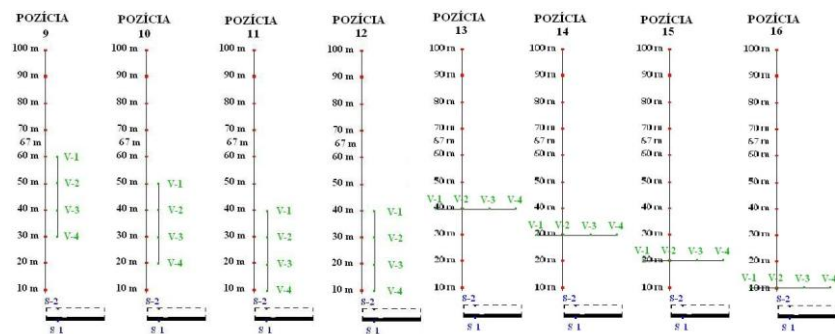 POZÍCIA POZÍCIA POZÍCIA POZÍCIA POZÍCIA POZÍCIA POZÍCIA POZÍCIA
9 10 11 12 13 14 15 16
100 m 100 m 100 m 100 m 100 m 100 m 100 m 100 m
90 m 90 m 90 m 90 m 90 m 90 m 90 m 90 m
80 m 80 m 80 m 80 m 80 m 80 m 80 m 80 m
70 m 70 m 70 m 70 m 70 m 70 m 70 m 70 m
67 m 67 m 67 m 67 m 67 m 67 m 67 m 67 m
60 m V-1 60 m 60 m 60 m 60 m 60 m 60 m 60 m
50 m V-2 50 m V-1 50 m 50 m 50 m 50 m 50 m 50 m
V-1 V-2 V-3 V-4
40 m V-3 40 m V-2 40 m V-1 40 m V-1 40 m 40 m 40 m 40 m
V-1 V-2 V-3 V-4
30 m V-4 30 m V-3 30 m V-2 30 m V-2 30 m 30 m 30 m 30 m
V-1 V-2 V-3 V-4
20 m 20 m V-4 20 m V-3 20 m V-3 20 m 20 m 20 m 20 m
V-1 V-2 V-3 V-4
10 m 10 m 10 m V-4 10 m V-4 10 m 10 m 10 m 10 m
S-2 S-2 S-2 S-2 S-2 S-2 S-2 S-2
S 1 S 1 S 1 S 1 S 1 S 1 S 1 S 1